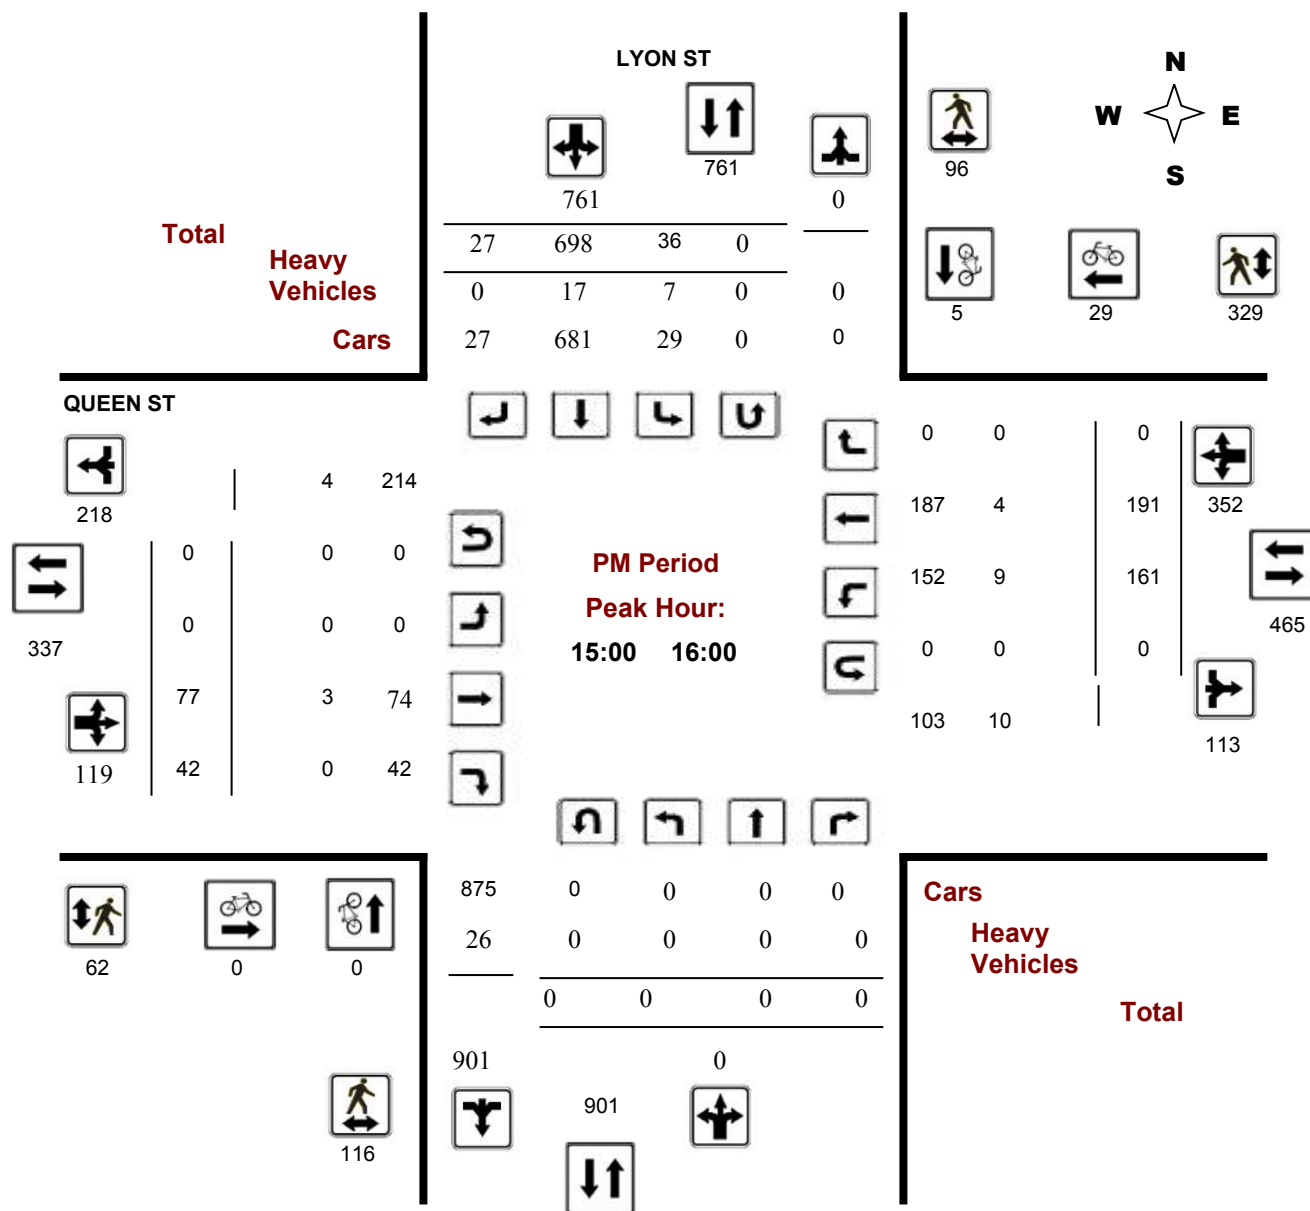 LYON ST
N
W E
S
761
96
761 0
Total
27 698 36 0
Heavy
Vehicles
0 17 7 0 0
5 29 329
Cars
27 681 29 0 0
QUEEN ST
0 0 0
4 214
218
187 4 191 352
0 0 0
PM Period
152 9 161
Peak Hour:
0 0 0
465
337
15:00 16:00
0 0 0
77 3 74
103 10
113
119 42 0 42
875 0 0 0 0
Cars
26 0 0 0 0
Heavy
Vehicles
62 0 0
0 0 0 0
Total
901 0
901
116